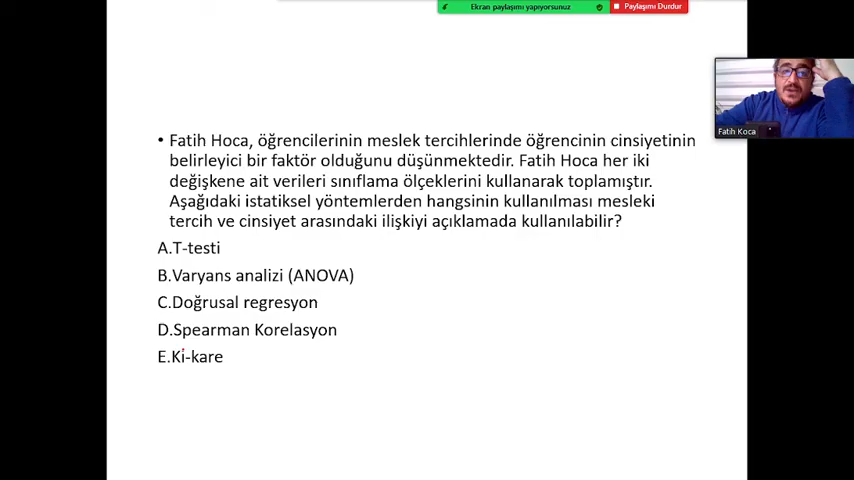 Ekran paylaşımı yapıyorsunuz
Paylaşımı Durdur
Fatih Koca
• Fatih Hoca, öğrencilerinin meslek tercihlerinde öğrencinin cinsiyetinin
belirleyici bir faktör olduğunu düşünmektedir. Fatih Hoca her iki
değişkene ait verileri sınıflama ölçeklerini kullanarak toplamıştır.
Aşağıdaki istatiksel yöntemlerden hangsinin kullanılması mesleki
tercih ve cinsiyet arasındaki ilişkiyi açıklamada kullanılabilir?
A.T-testi
B.Varyans analizi (ANOVA)
C.Doğrusal regresyon
D.Spearman Korelasyon
E.Ki-kare